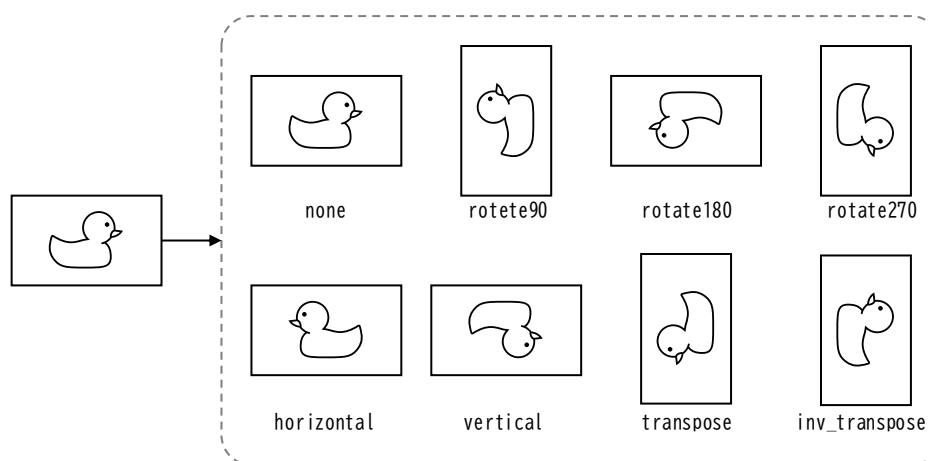 none
rotete90
rotate180
rotate270
horizontal
vertical
transpose
inv_transpose